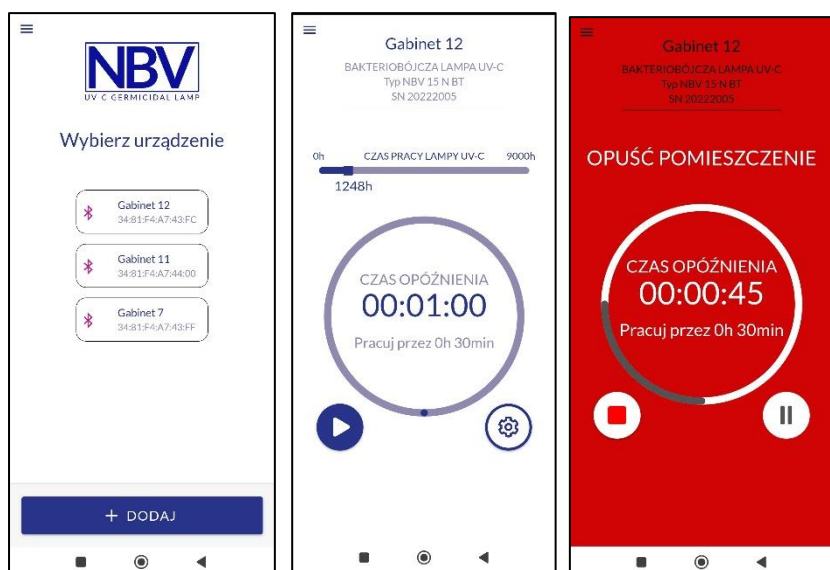 NBV
UV C GERMICIDAL LAMP
Wybierz urządzenie
Gabinet 12
34:81:F4:A7:43:FC
Gabinet 11
34:81:F4:A7:44:00
Gabinet 7
34:81:F4:A7:43:FF
+ DODAJ
Gabinet 12
BAKTERIOBÓJCZA LAMPA UV-C
Typ NBV 15 N BT
SN 20222005
0h CZAS PRACY LAMPY UV-C 9000h
1248h
CZAS OPÓŹNIENIA
00:01:00
Pracuj przez 0h 30min
Gabinet 12
BAKTERIOBÓJCZA LAMPA UV-C
Typ NBV 15 N BT
SN 20222005
OPUŚĆ POMIESZCZENIE
CZAS OPÓŹNIENIA
00:00:45
Pracuj przez 0h 30min